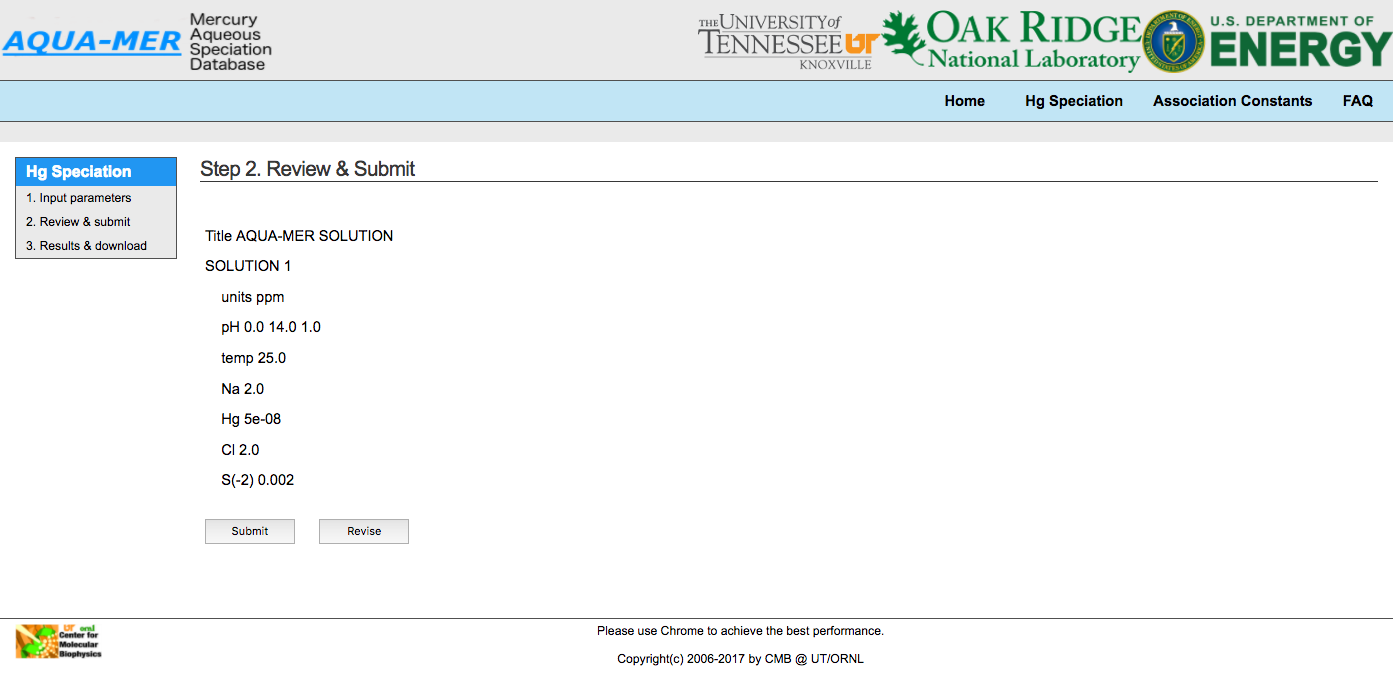 AQUA-MER
Mercury
Aqueous
Speciation
Database
THE UNIVERSITY of
TENNESSEE UT
KNOXVILLE
OAK RIDGE
National Laboratory
U.S. DEPARTMENT OF
ENERGY
Home Hg Speciation Association Constants FAQ
Hg Speciation
1. Input parameters
2. Review & submit
3. Results & download
Step 2. Review & Submit
Title AQUA-MER SOLUTION
SOLUTION 1
units ppm
pH 0.0 14.0 1.0
temp 25.0
Na 2.0
Hg 5e-08
Cl 2.0
S(-2) 0.002
Submit Revise
UT ornl
Center for
Molecular
Biophysics
Please use Chrome to achieve the best performance.
Copyright(c) 2006-2017 by CMB @ UT/ORNL